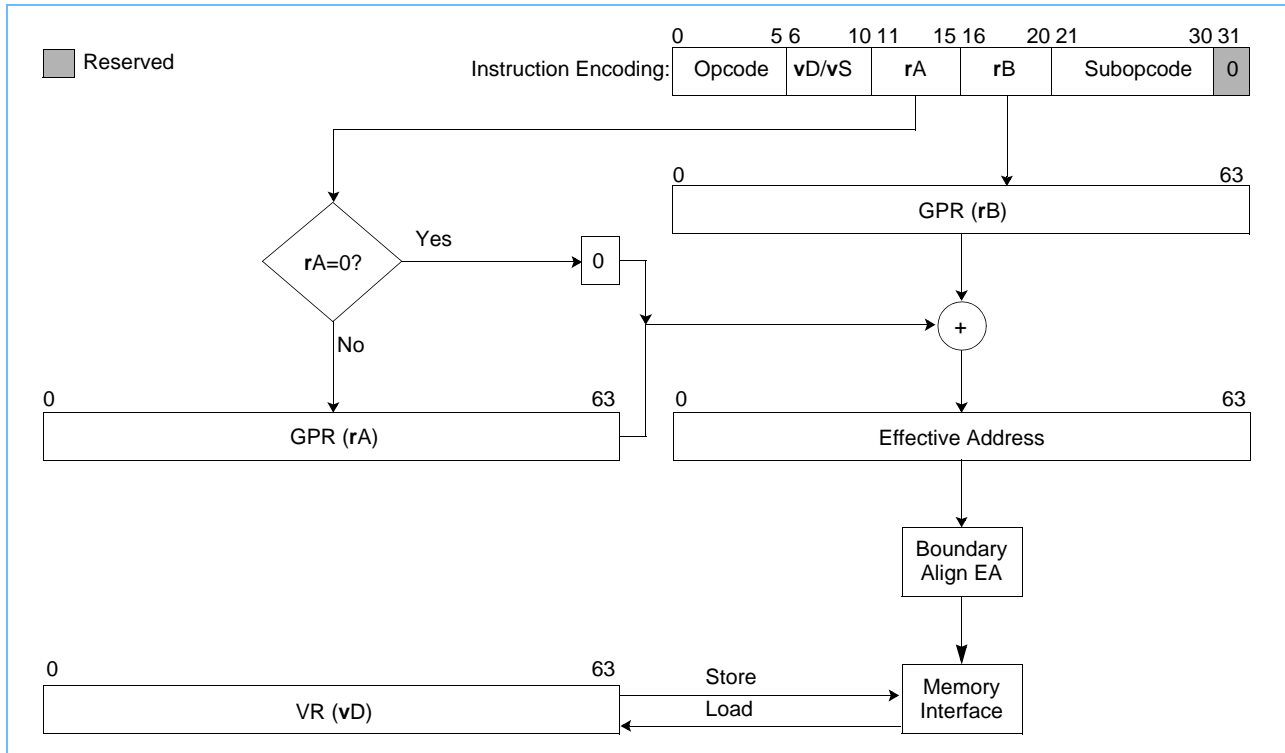 Reserved
0 5 6 10 11 15 16 20 21 30 31
Instruction Encoding: Opcode vD/vS rA rB Subopcode 0
0 63
GPR (rB)
rA=0?
Yes
0
+
No
0 63
GPR (rA)
0 63
Effective Address
Boundary
Align EA
0 63
VR (vD)
Store
Load
Memory
Interface